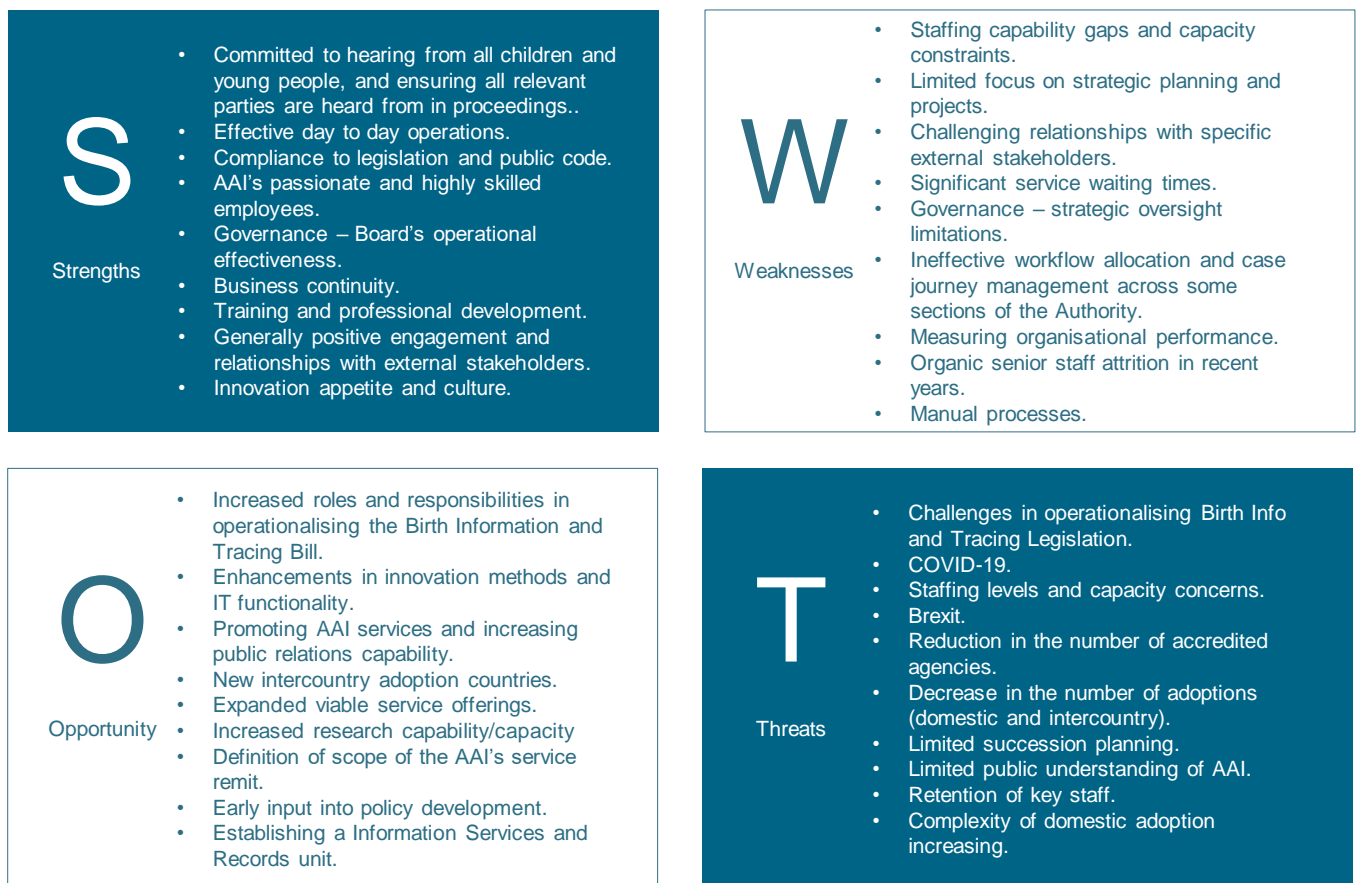 S
Strengths
• Committed to hearing from all children and
young people, and ensuring all relevant
parties are heard from in proceedings..
• Effective day to day operations.
• Compliance to legislation and public code.
• AAI's passionate and highly skilled
employees.
• Governance – Board's operational
effectiveness.
• Business continuity.
• Training and professional development.
• Generally positive engagement and
relationships with external stakeholders.
• Innovation appetite and culture.
W
Weaknesses
• Staffing capability gaps and capacity
constraints.
• Limited focus on strategic planning and
projects.
• Challenging relationships with specific
external stakeholders.
• Significant service waiting times.
• Governance – strategic oversight
limitations.
• Ineffective workflow allocation and case
journey management across some
sections of the Authority.
• Measuring organisational performance.
• Organic senior staff attrition in recent
years.
• Manual processes.
O
Opportunity
• Increased roles and responsibilities in
operationalising the Birth Information and
Tracing Bill.
• Enhancements in innovation methods and
IT functionality.
• Promoting AAI services and increasing
public relations capability.
• New intercountry adoption countries.
• Expanded viable service offerings.
• Increased research capability/capacity
• Definition of scope of the AAI's service
remit.
• Early input into policy development.
• Establishing a Information Services and
Records unit.
T
Threats
• Challenges in operationalising Birth Info
and Tracing Legislation.
• COVID-19.
• Staffing levels and capacity concerns.
• Brexit.
• Reduction in the number of accredited
agencies.
• Decrease in the number of adoptions
(domestic and intercountry).
• Limited succession planning.
• Limited public understanding of AAI.
• Retention of key staff.
• Complexity of domestic adoption
increasing.